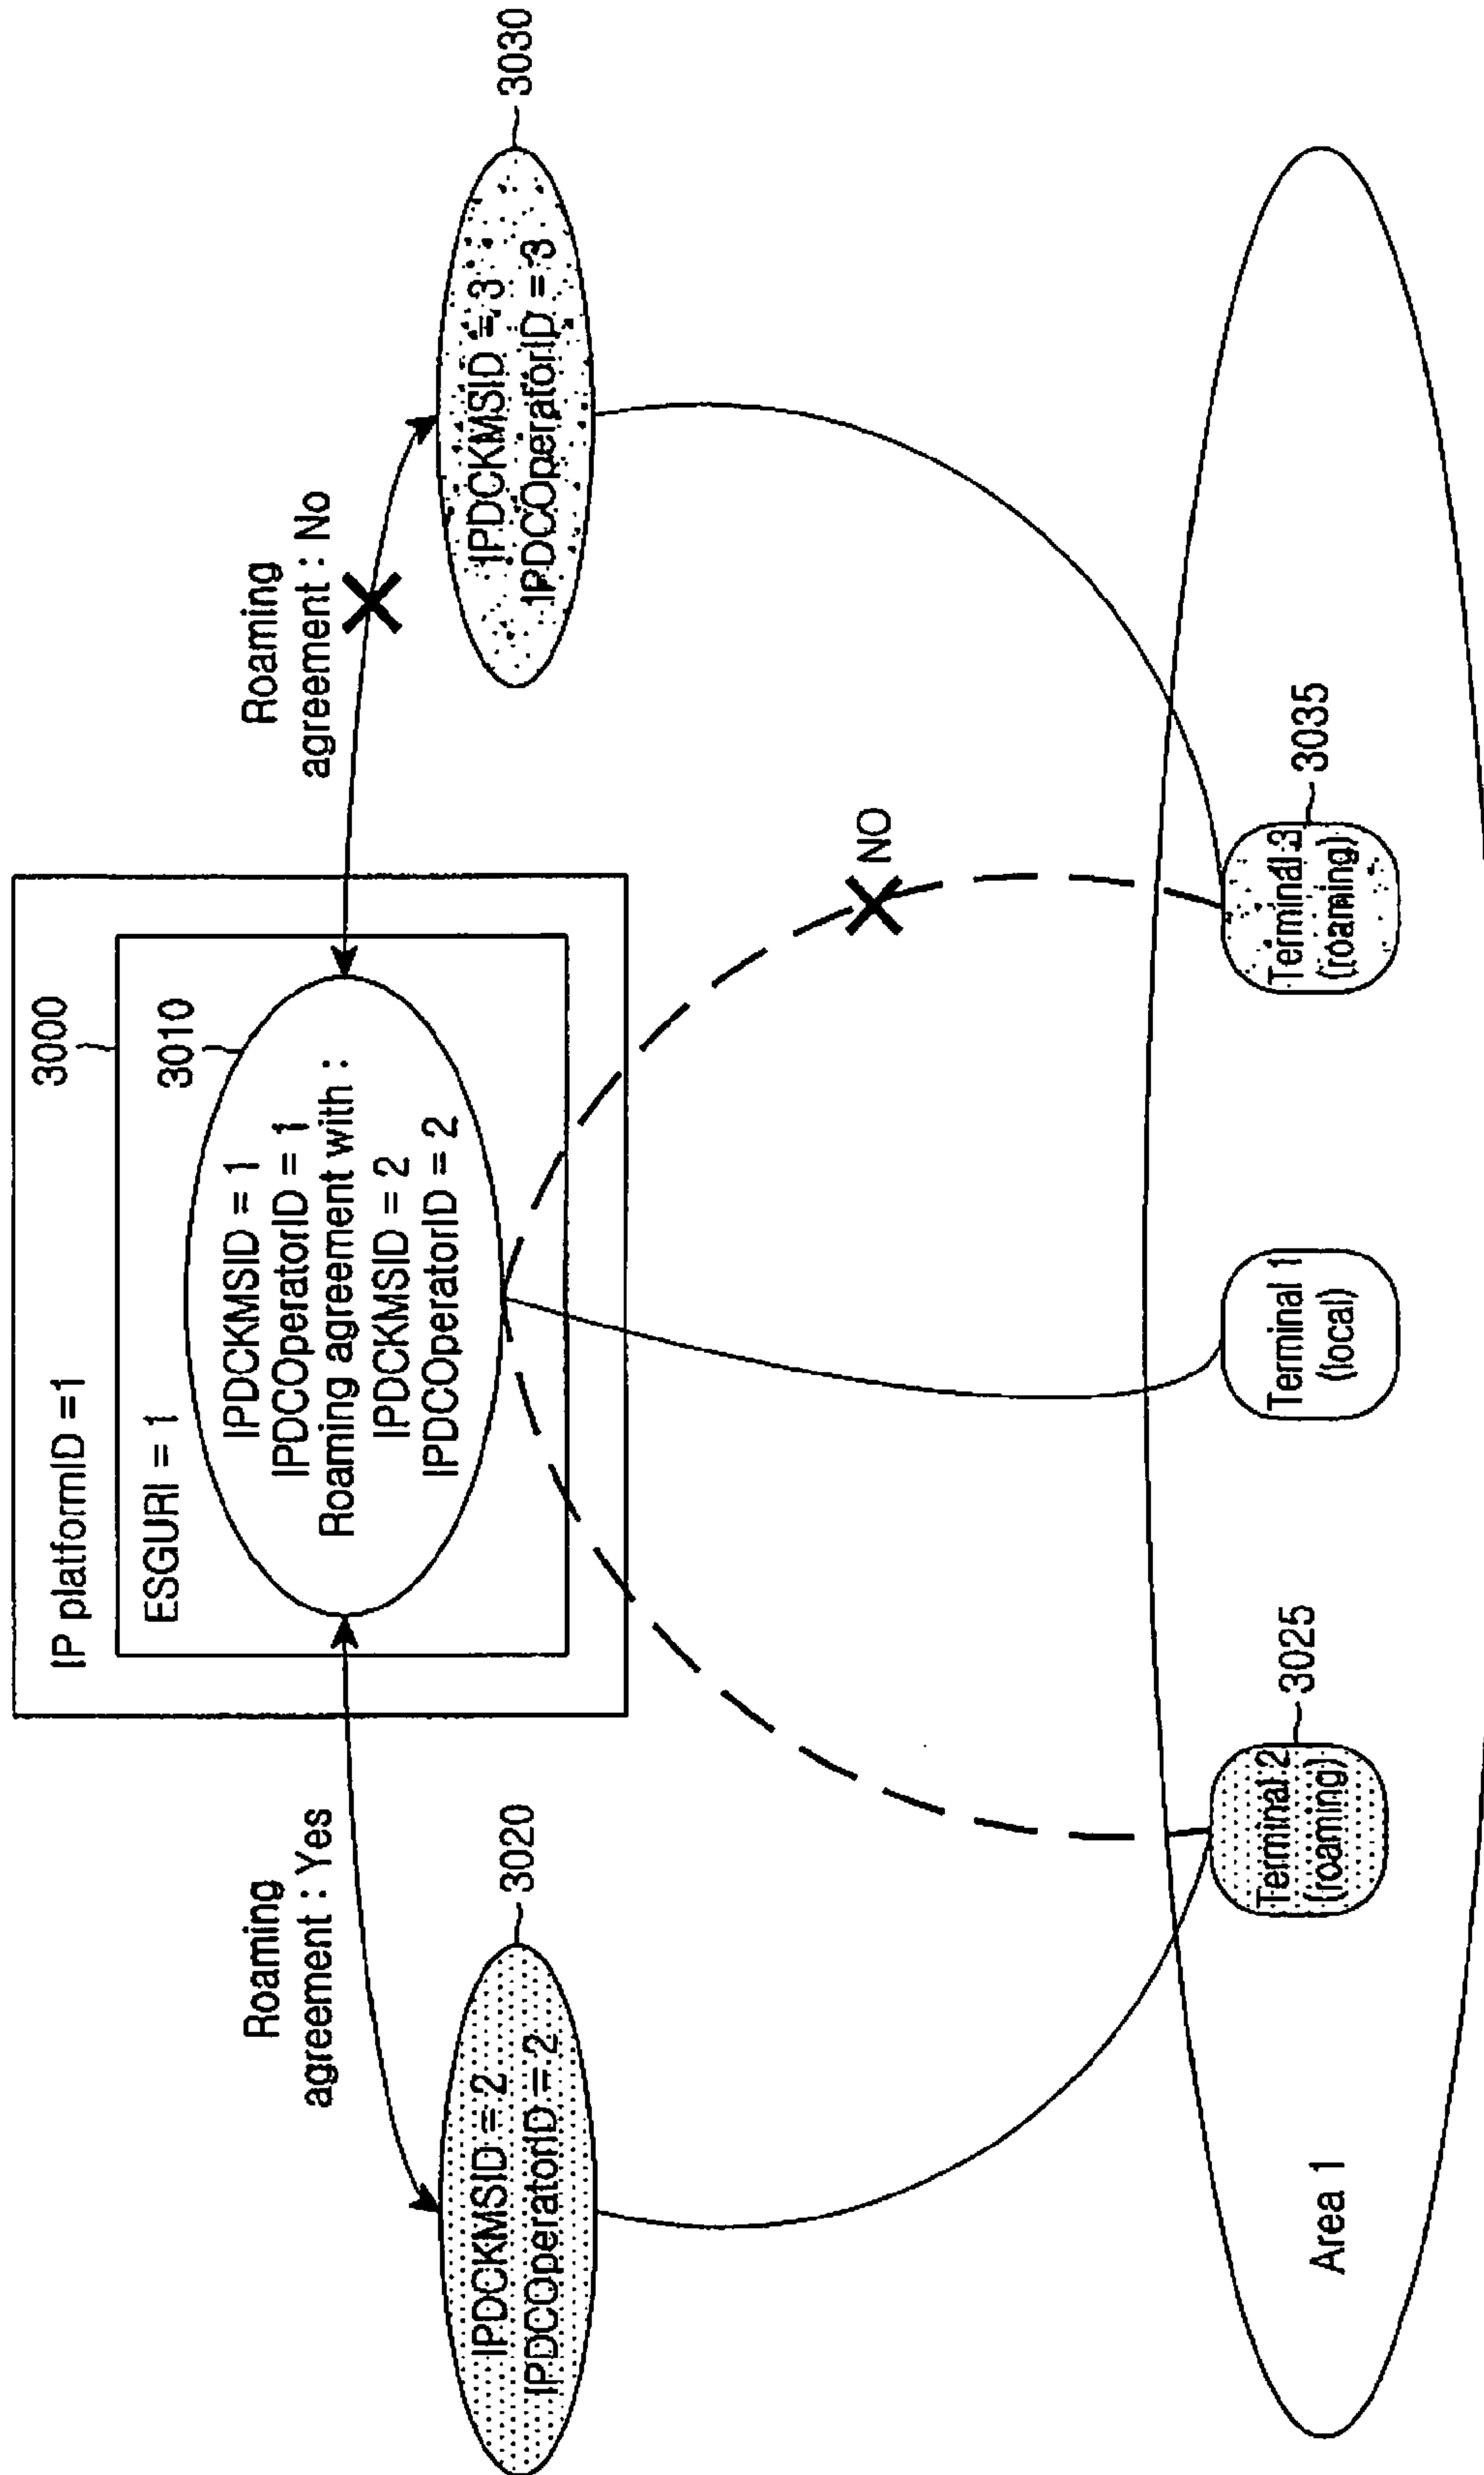 IP platformID =1
3000
ESGURI = 1
3010
IPDCKMSID = 1
IPDCOperatorID = 1
Roaming agreement with :
IPDCKMSID = 2
IPDCOperatorID = 2
Roaming
agreement : Yes
Roaming
agreement : No
IPDCKMSID = 2
IPDCOperatorID = 2
3020
IPDCKMSID = 3
IPDCOperatorID = 3
3030
NO
Terminal 2
(roaming)
3025
Terminal 1
(local)
Terminal 3
(roaming)
3035
Area 1